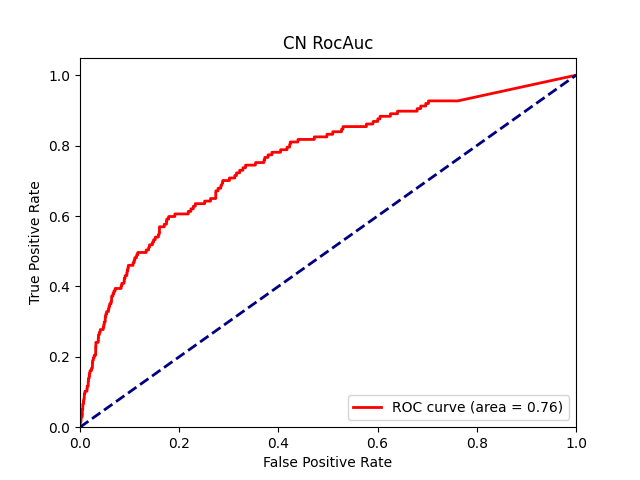 CN RocAuc
True Positive Rate
1.0
0.8
0.6
0.4
0.2
0.0
0.0 0.2 0.4 0.6 0.8 1.0
False Positive Rate
ROC curve (area = 0.76)